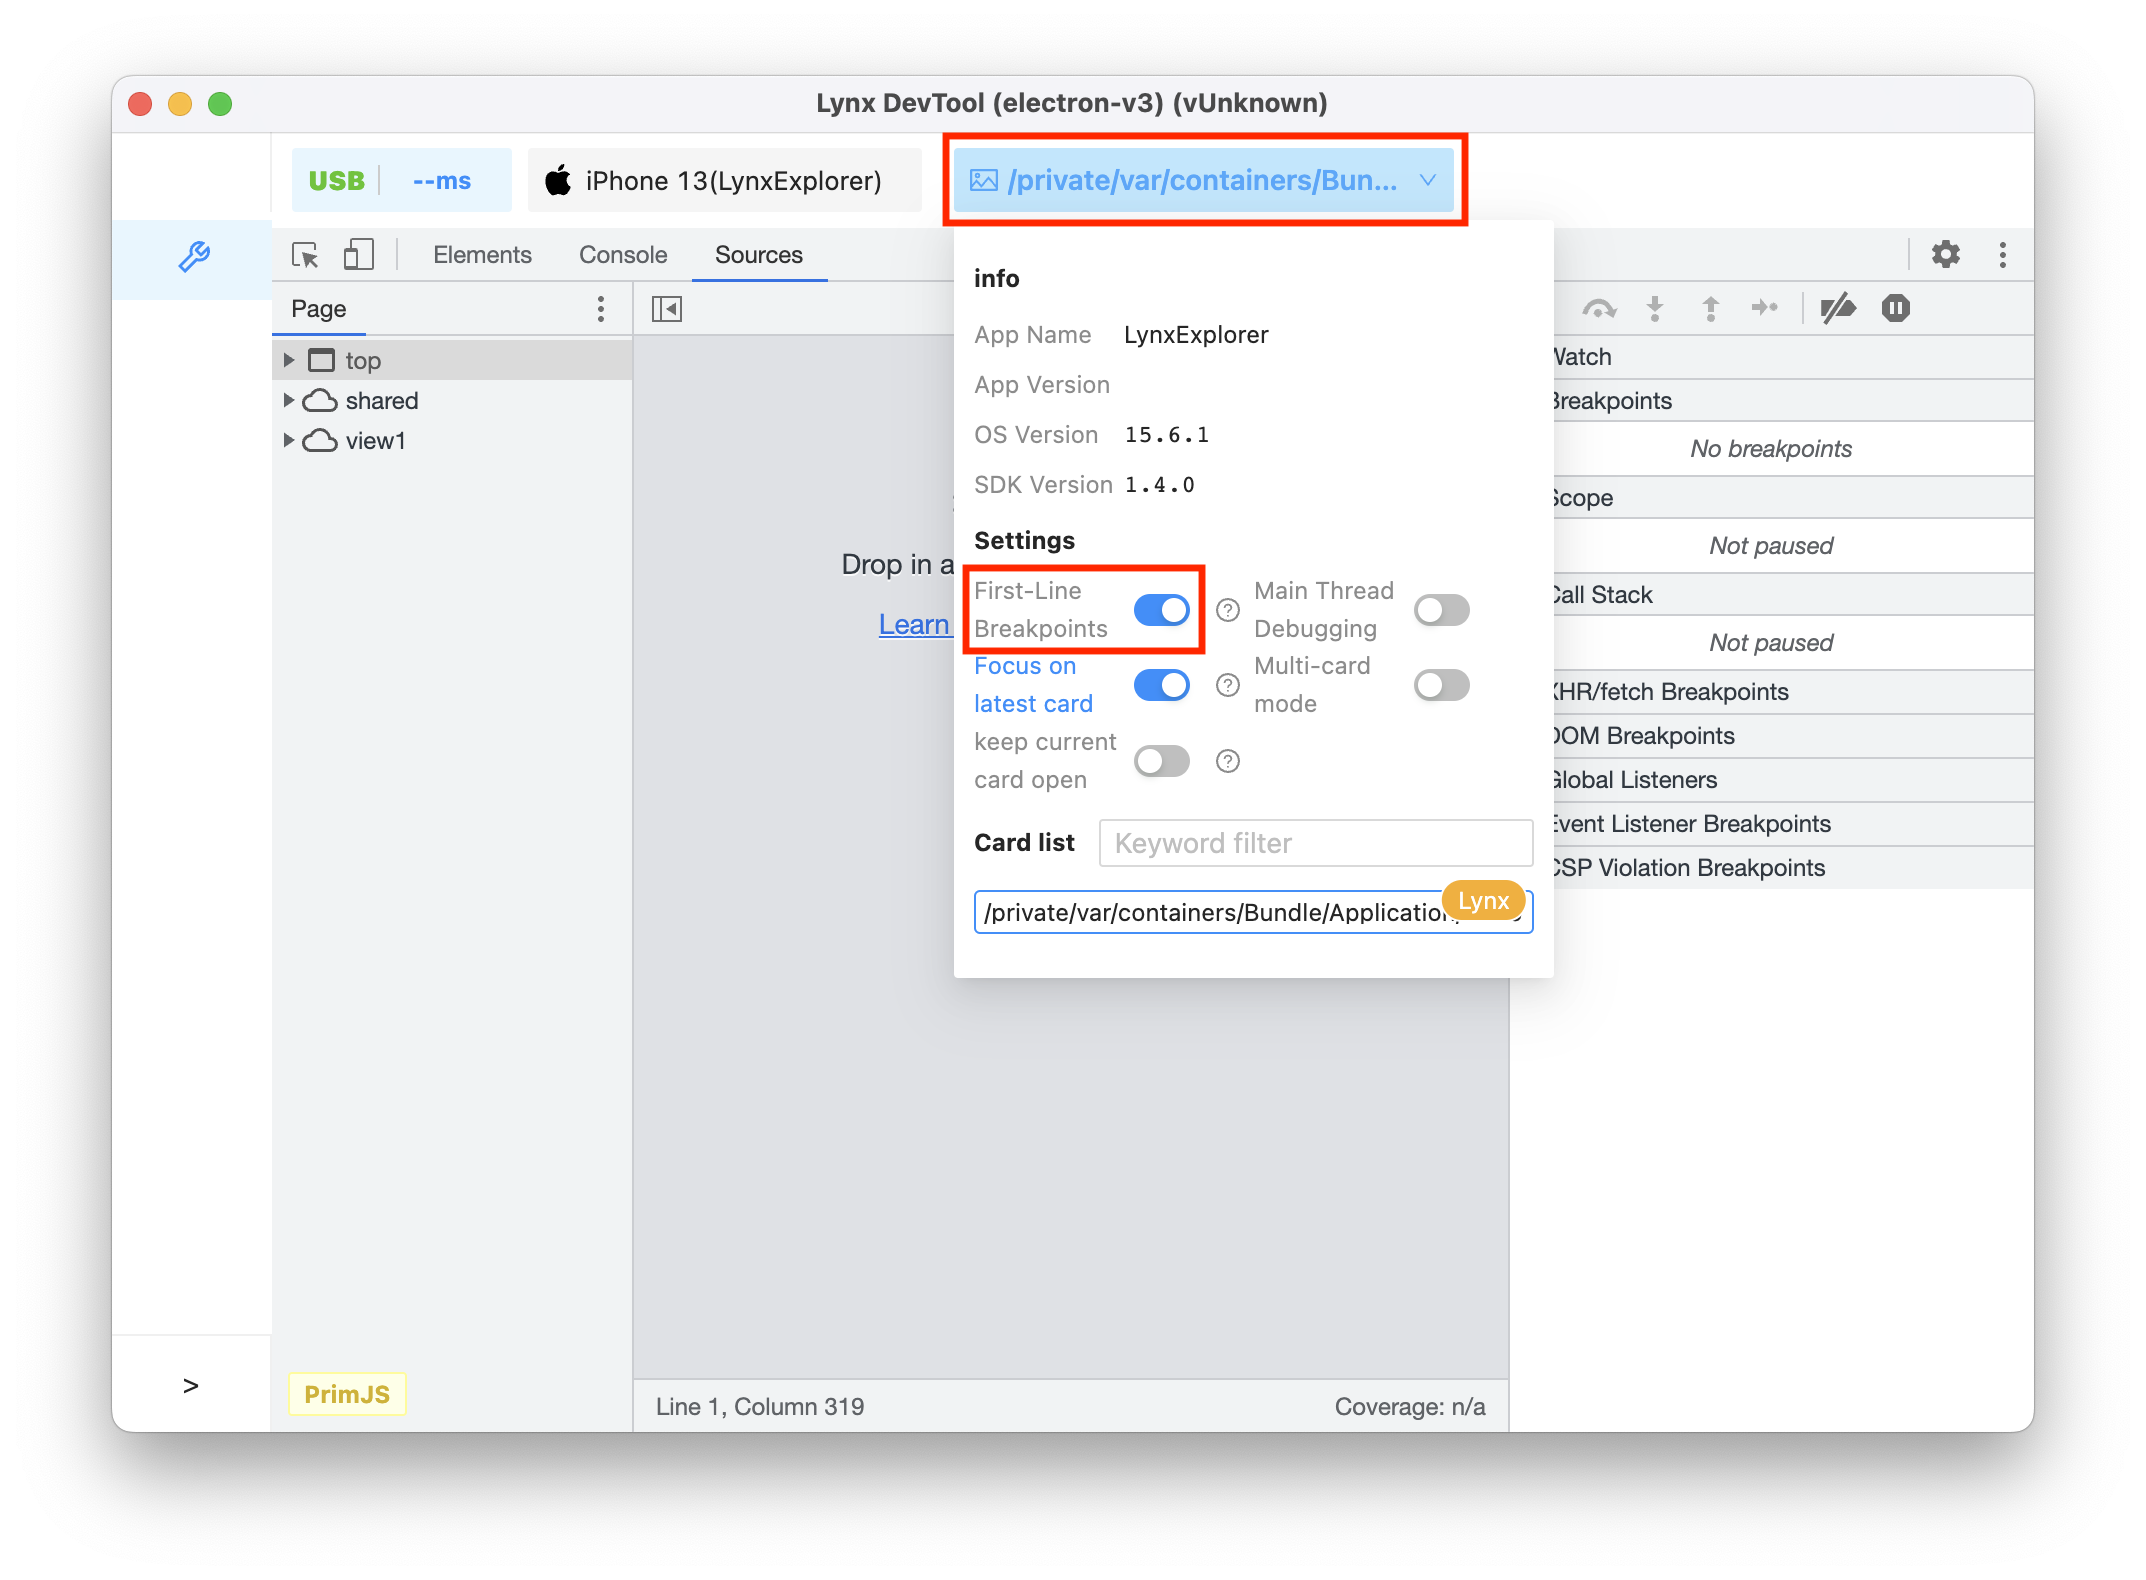 Lynx DevTool (electron-v3) (vUnknown)
USB
--ms
iPhone 13(LynxExplorer)
/private/var/containers/Bun...
Elements
Console
Sources
Page
top
shared
view1
Drop in a
Learn
info
App Name LynxExplorer
App Version
OS Version 15.6.1
SDK Version 1.4.0
Settings
First-Line
Breakpoints
Main Thread
Debugging
Focus on
latest card
Multi-card
mode
keep current
card open
Card list
Keyword filter
/private/var/containers/Bundle/Application/
Lynx
Watch
Breakpoints
No breakpoints
Scope
Not paused
Call Stack
Not paused
XHR/fetch Breakpoints
DOM Breakpoints
Global Listeners
Event Listener Breakpoints
CSP Violation Breakpoints
>
PrimJS
Line 1, Column 319
Coverage: n/a